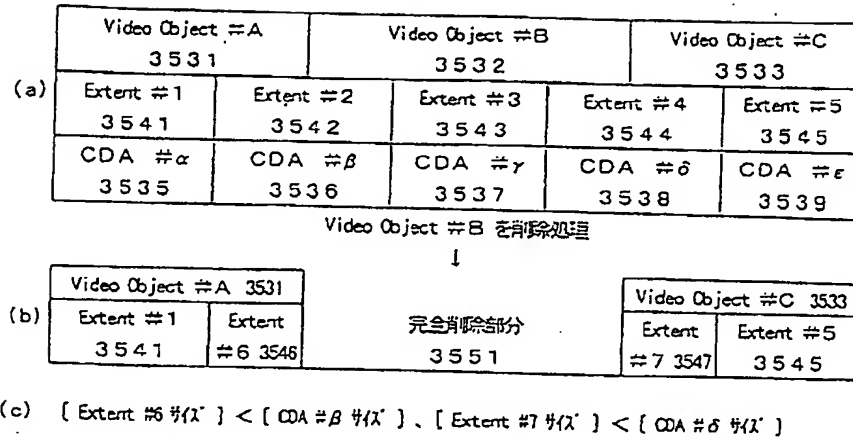 Video Object #A Video Object #B Video Object #C
3531 3532 3533
(a) Extent #1 Extent #2 Extent #3 Extent #4 Extent #5
3541 3542 3543 3544 3545
CDA #α CDA #β CDA #γ CDA #δ CDA #ε
3535 3536 3537 3538 3539
Video Object #B を削除処理
↓
Video Object #A 3531 Video Object #C 3533
(b) Extent #1 Extent 完全削除部分 Extent Extent #5
3541 #6 3546 3551 #7 3547 3545
(c) [ Extent #6 サイズ ] < [ CDA #β サイズ ] 、 [ Extent #7 サイズ ] < [ CDA #δ サイズ ]